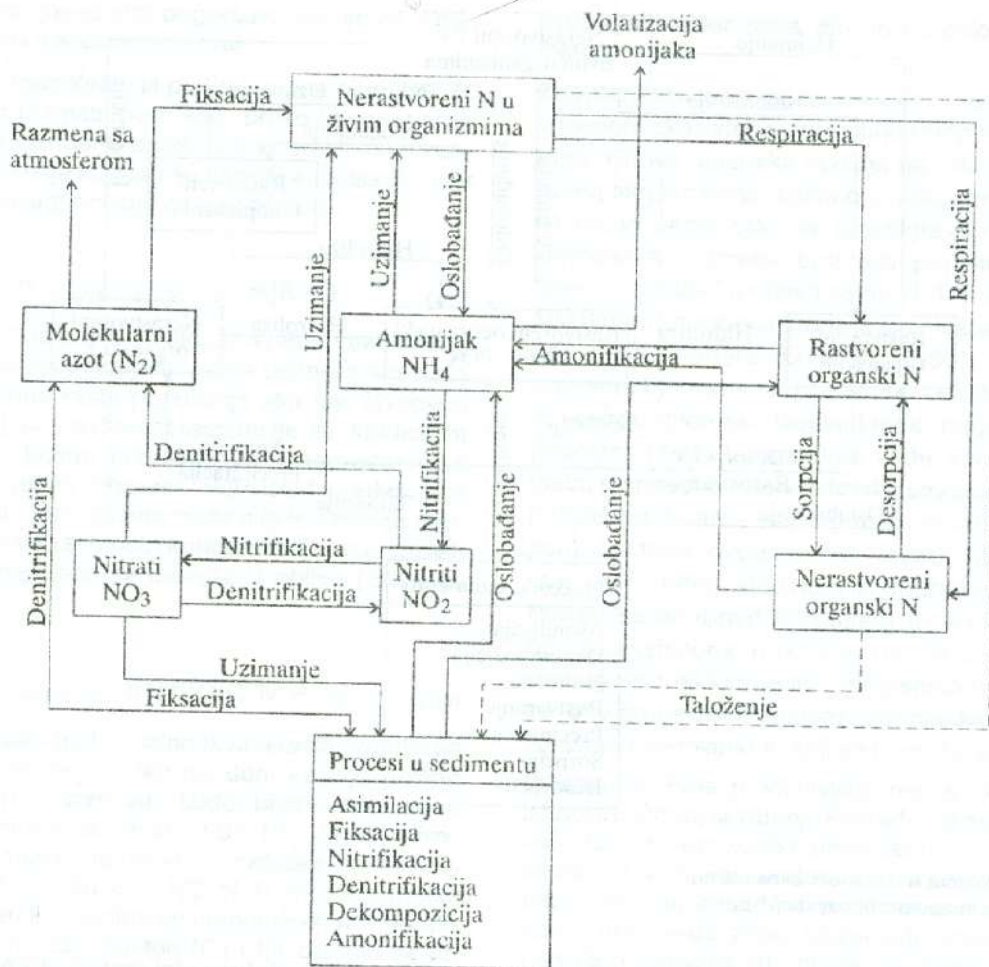 Volatizacija
amonijaka
Fiksacija
Nerastvoreni N u
živim organizmima
Razmena sa
atmosferom
Respiracija
Respiracija
Uzimanje
Uzimanje
Oslobađanje
Molekularni
azot (N₂)
Amonijak
NH₄
Amonifikacija
Rastvoreni
organski N
Denitrifikacija
Nitrifikacija
Sorpcija
Desorpcija
Denitrifikacija
Oslobađanje
Oslobađanje
Nitrati
NO₃
Nitrifikacija
Denitrifikacija
Nitriti
NO₂
Nerastvoreni
organski N
Uzimanje
Fiksacija
Taloženje
Procesi u sedimentu
Asimilacija
Fiksacija
Nitrifikacija
Denitrifikacija
Dekompozicija
Amonifikacija